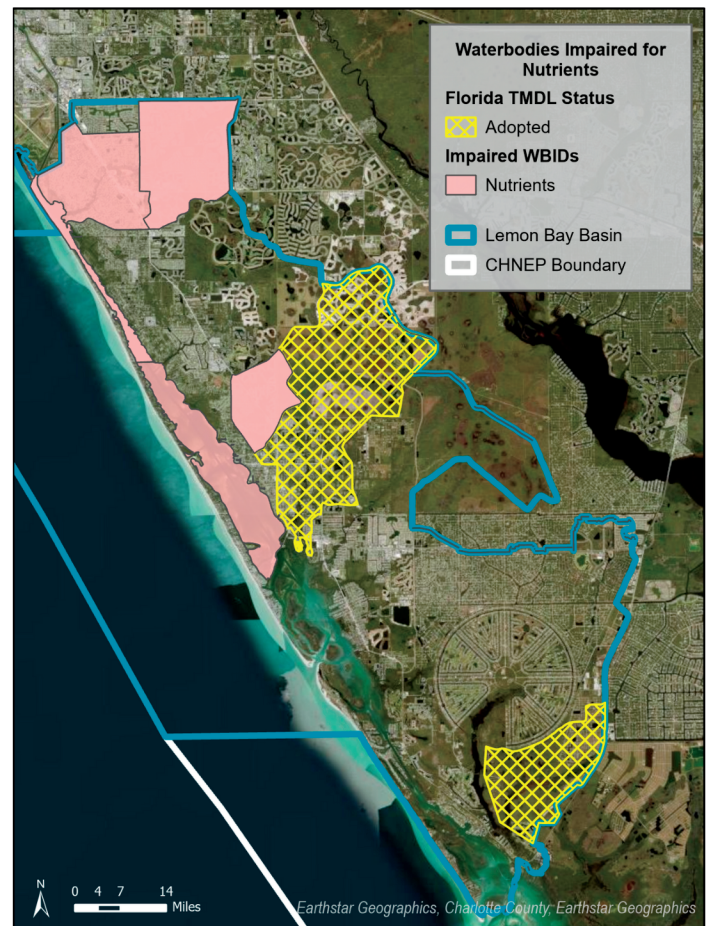 Waterbodies Impaired for
Nutrients
Florida TMDL Status
Adopted
Impaired WBIDs
Nutrients
Lemon Bay Basin
CHNEP Boundary
N
0 4 7 14
Miles
Earthstar Geographics, Charlotte County, Earthstar Geographics